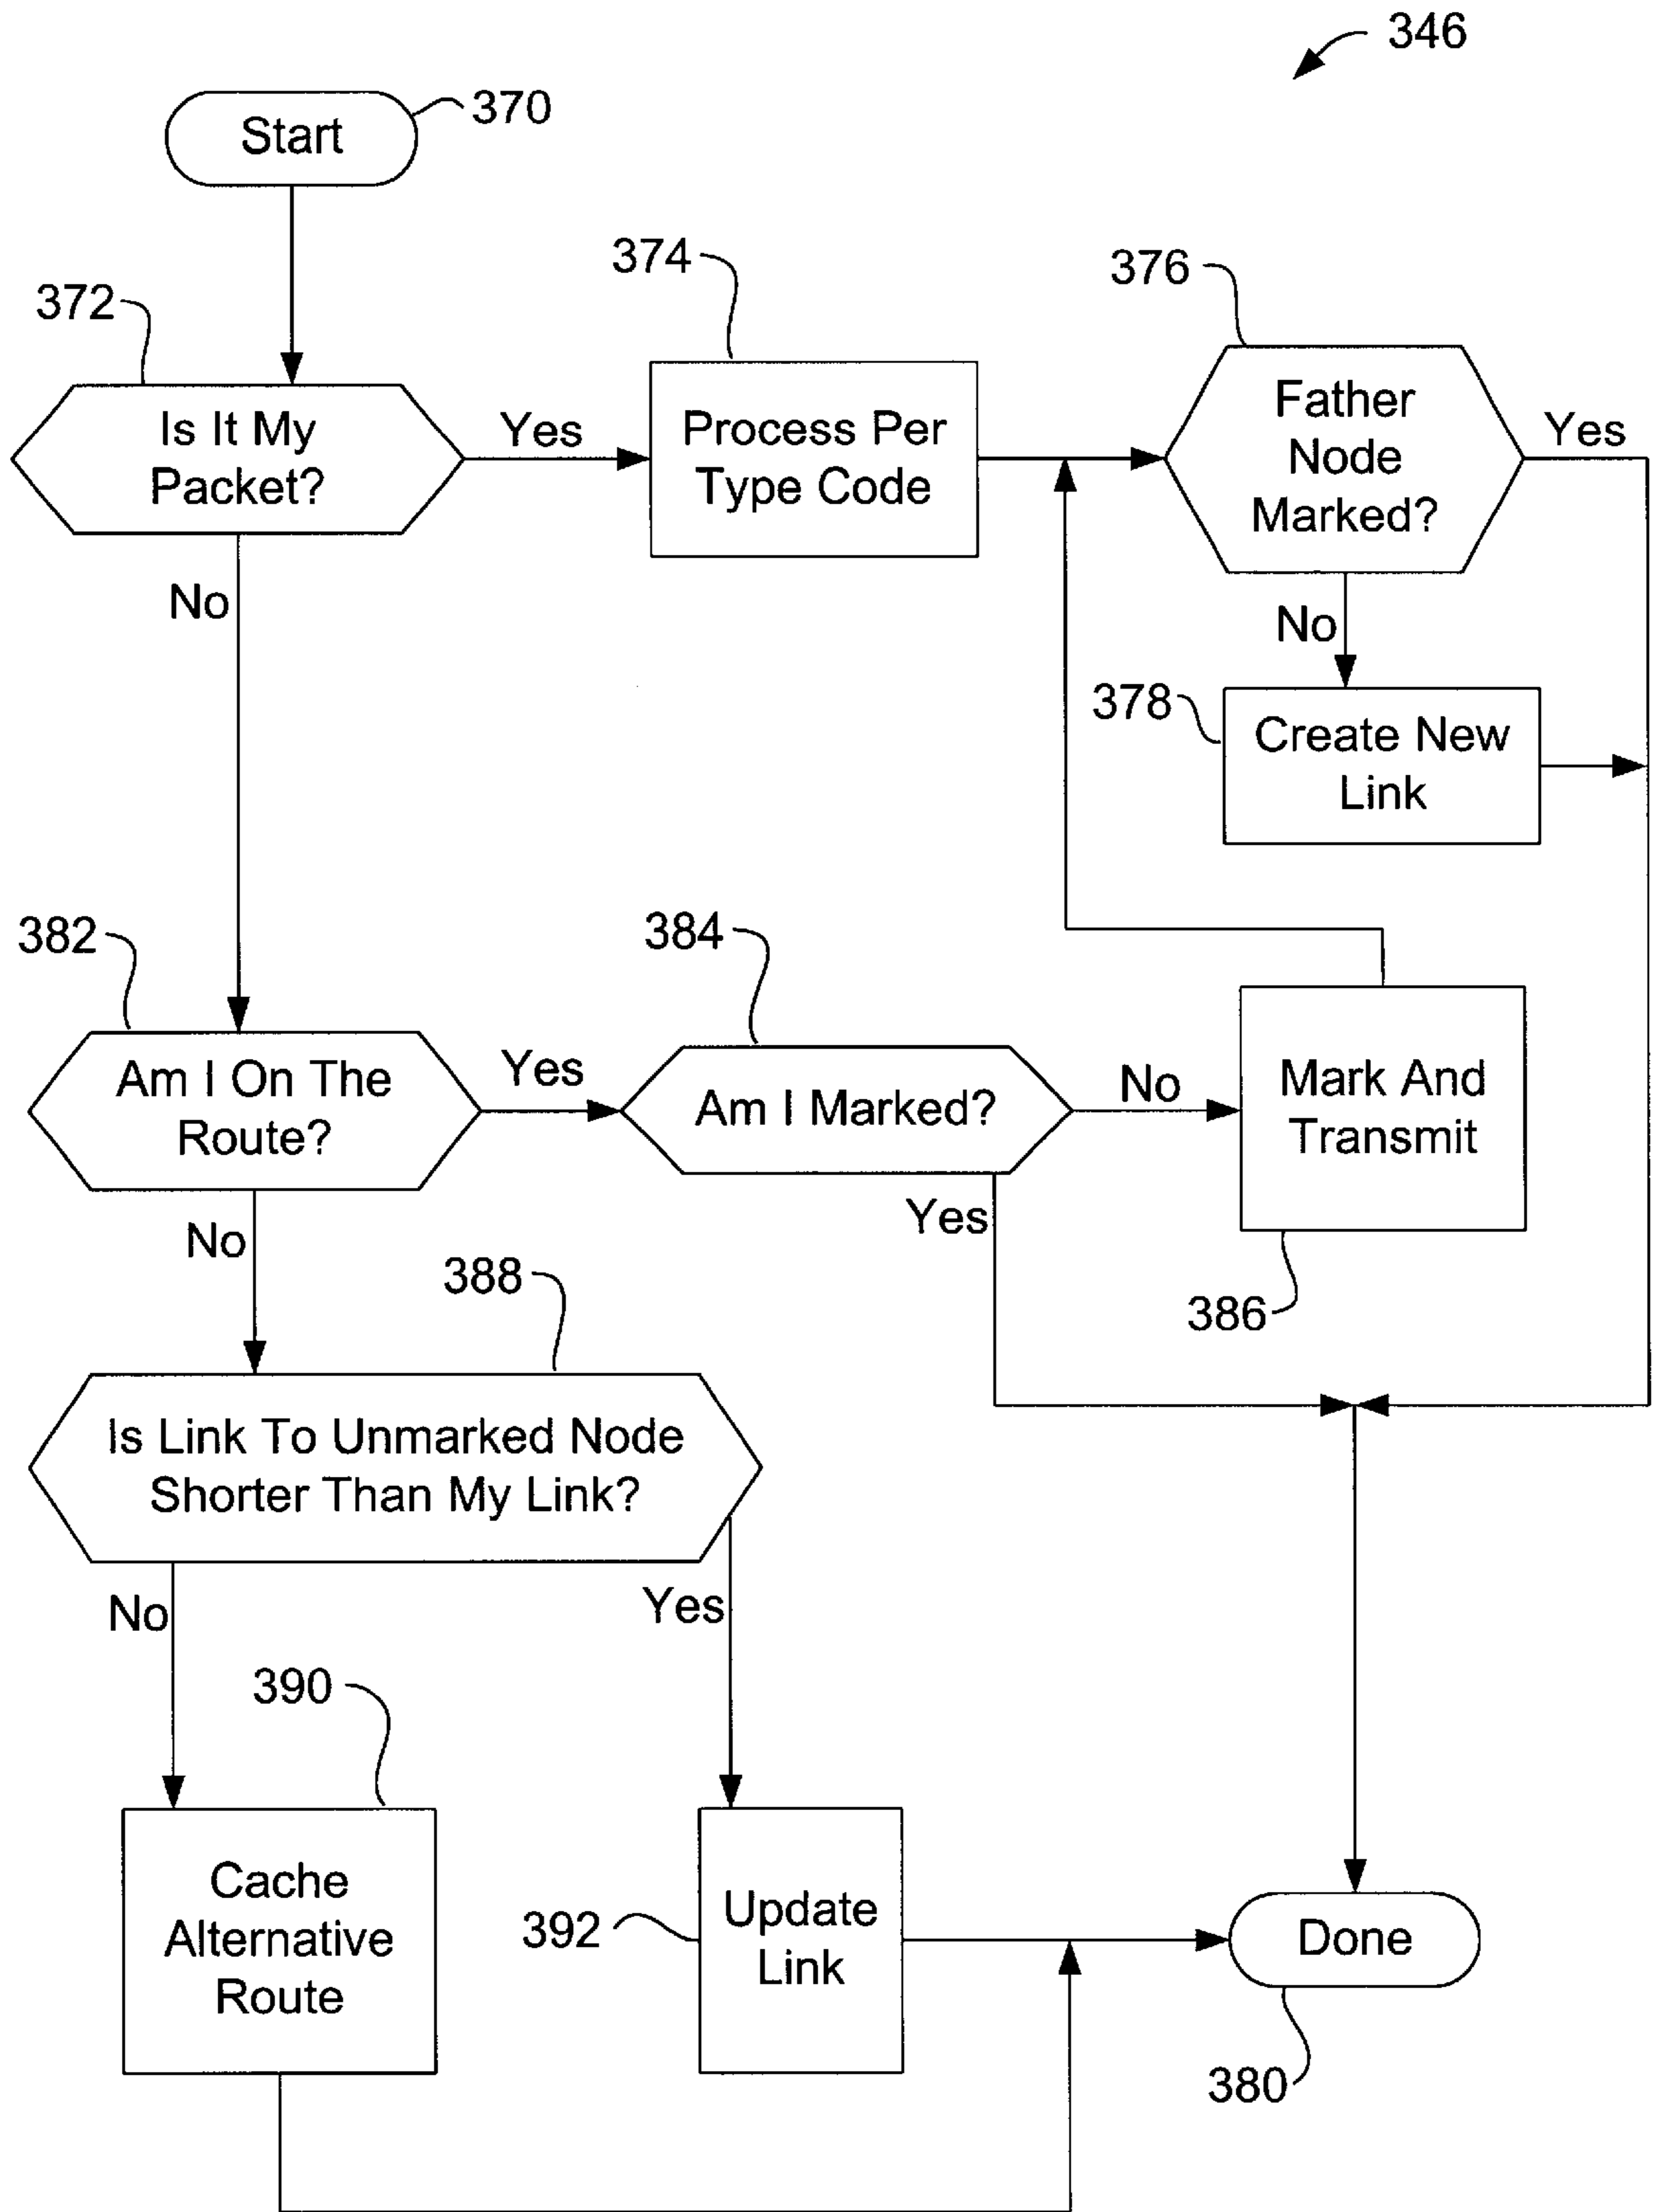 346
370
Start
374
376
372
Is It My
Packet?
Yes
Process Per
Type Code
Father
Node
Marked?
Yes
No
No
378
Create New
Link
382
384
Am I On The
Route?
Yes
Am I Marked?
No
Mark And
Transmit
No
Yes
388
386
Is Link To Unmarked Node
Shorter Than My Link?
No
Yes
390
Cache
Alternative
Route
392
Update
Link
Done
380